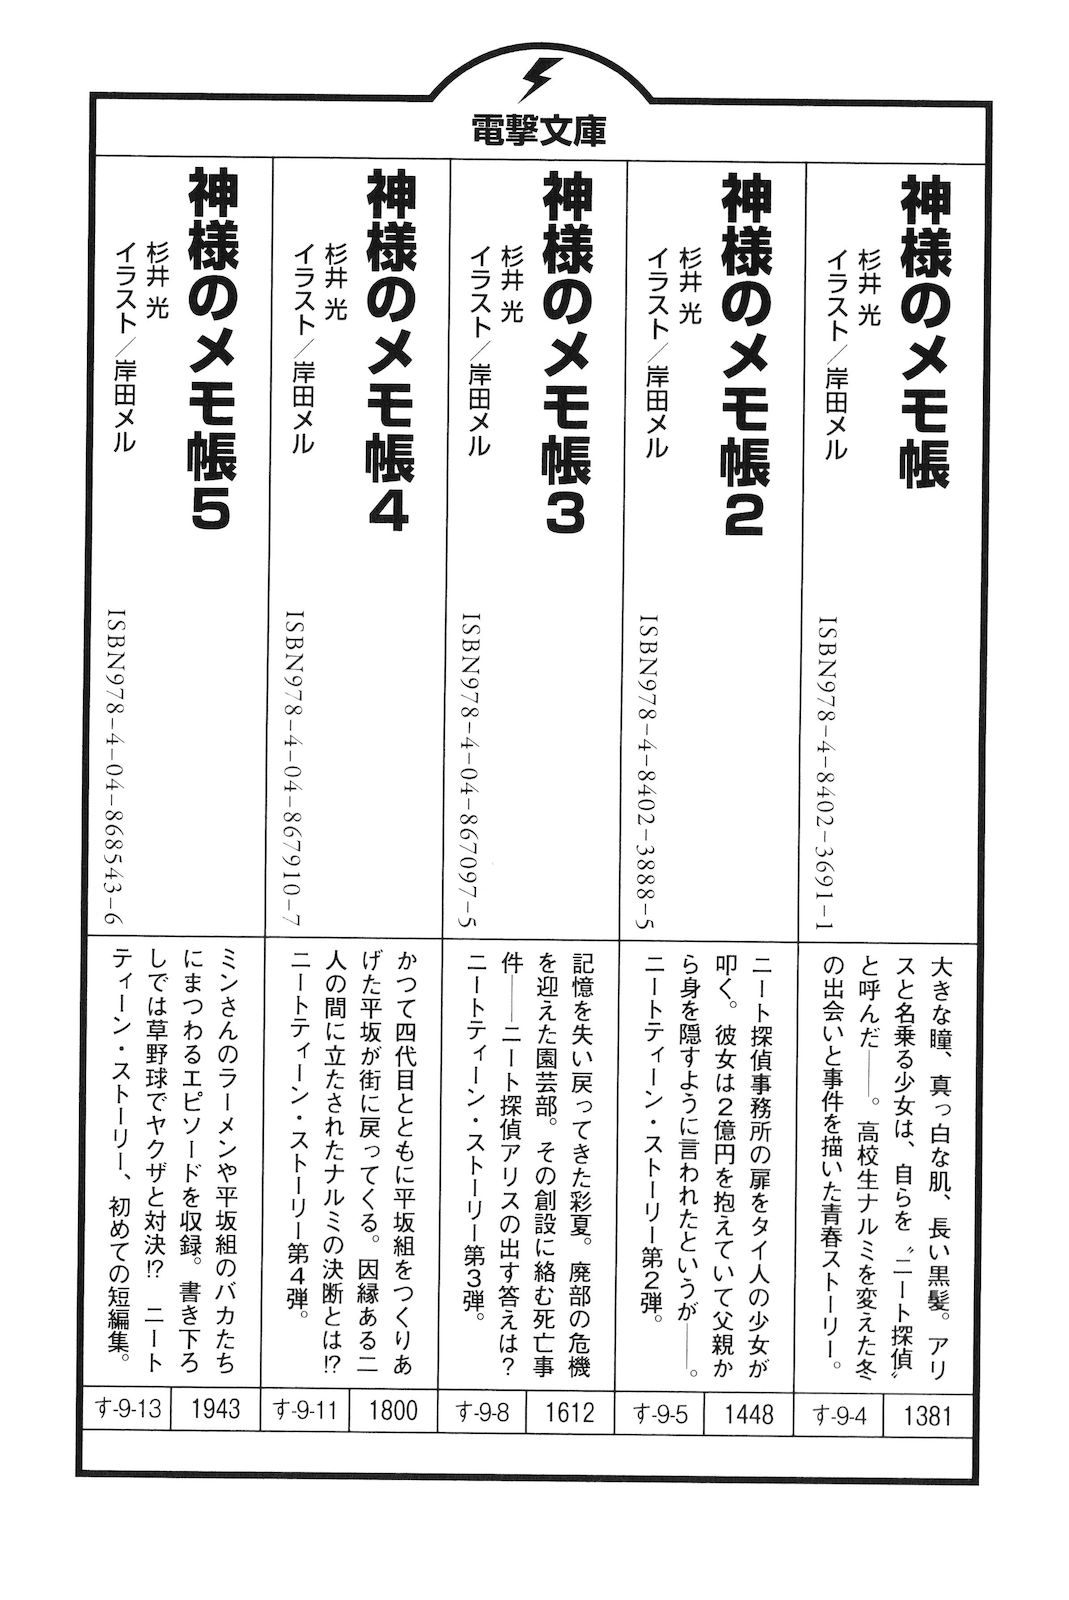 電撃文庫
神様のメモ帳
杉井 光
イラスト/岸田メル
ISBN978-4-8402-3691-1
大きな瞳、真っ白な肌、長い黒髪。アリ
スと名乗る少女は、自らを〝ニート探偵〟
と呼んだ――。高校生ナルミを変えた冬
の出会いと事件を描いた青春ストーリー。
す-9-4
1381
神様のメモ帳2
杉井 光
イラスト/岸田メル
ISBN978-4-8402-3888-5
ニート探偵事務所の扉をタイ人の少女が
叩く。彼女は2億円を抱えていて父親か
ら身を隠すように言われたというが――。
ニートティーン・ストーリー第2弾。
す-9-5
1448
神様のメモ帳3
杉井 光
イラスト/岸田メル
ISBN978-4-04-867097-5
記憶を失い戻ってきた彩夏。廃部の危機
を迎えた園芸部。その創設に絡む死亡事
件――ニート探偵アリスの出す答えは?
ニートティーン・ストーリー第3弾。
す-9-8
1612
神様のメモ帳4
杉井 光
イラスト/岸田メル
ISBN978-4-04-867910-7
かつて四代目とともに平坂組をつくりあ
げた平坂が街に戻ってくる。因縁ある二
人の間に立たされたナルミの決断とは!?
ニートティーン・ストーリー第4弾。
す-9-11
1800
神様のメモ帳5
杉井 光
イラスト/岸田メル
ISBN978-4-04-868543-6
ミンさんのラーメンや平坂組のバカたち
にまつわるエピソードを収録。書き下ろ
しでは草野球でヤクザと対決!? ニート
ティーン・ストーリー、初めての短編集。
す-9-13
1943